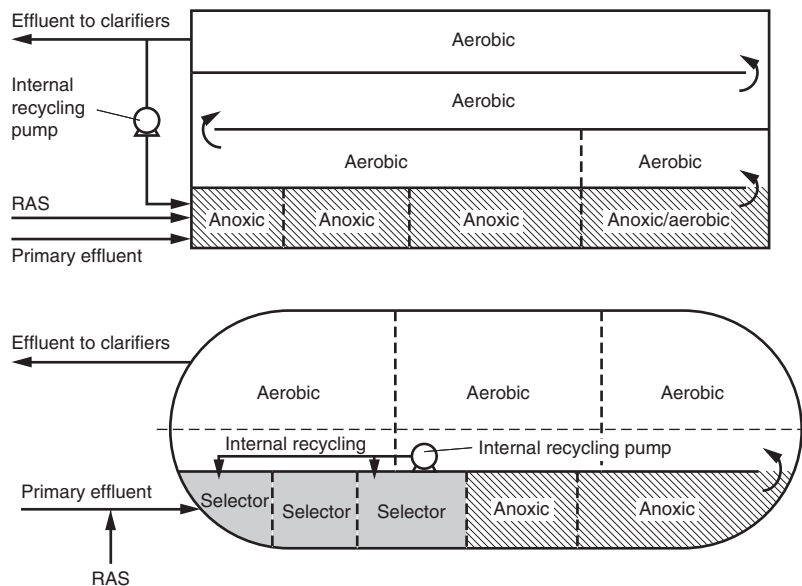 Effluent to clarifiers
Aerobic
Internal
recycling
pump
Aerobic
Aerobic
Aerobic
RAS
Anoxic
Anoxic
Anoxic
Anoxic/aerobic
Primary effluent
Effluent to clarifiers
Aerobic
Aerobic
Aerobic
Internal recycling
Internal recycling pump
Primary effluent
Selector
Selector
Selector
Anoxic
Anoxic
RAS